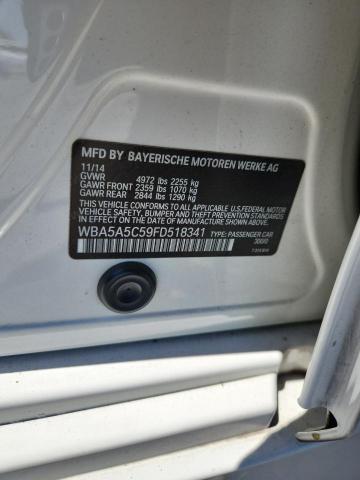 MFD BY BAYERISCHE MOTOREN WERKE AG
11/14
GVWR 4972 lbs 2255 kg
GAWR FRONT 2359 lbs 1070 kg
GAWR REAR 2844 lbs 1290 kg
THIS VEHICLE CONFORMS TO ALL APPLICABLE U.S. FEDERAL MOTOR VEHICLE
SAFETY, BUMPER, AND THEFT PREVENTION STANDARDS
IN EFFECT ON THE DATE OF MANUFACTURE SHOWN ABOVE.
WBA5A5C59FD518341 TYPE: PASSENGER CAR
300/0